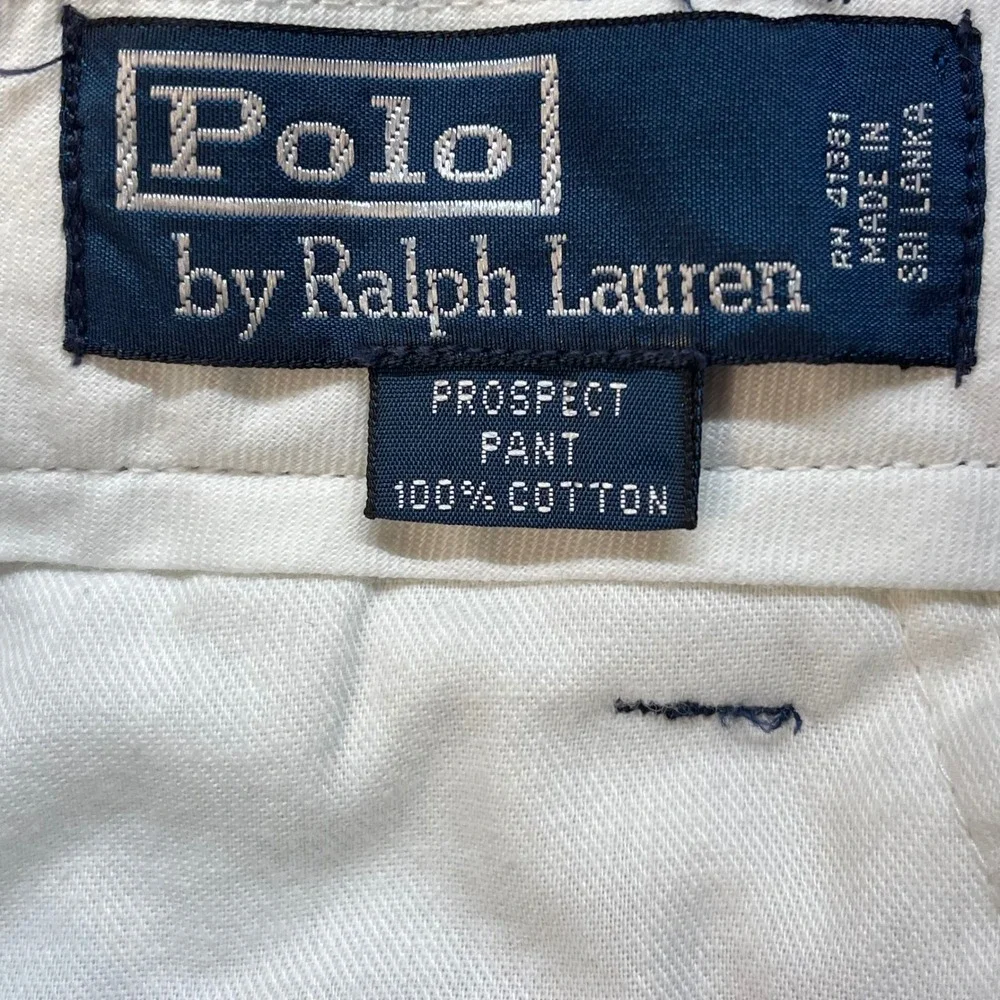 Polo
by Ralph Lauren
RN 41381
MADE IN
SRI LANKA
PROSPECT
PANT
100% COTTON